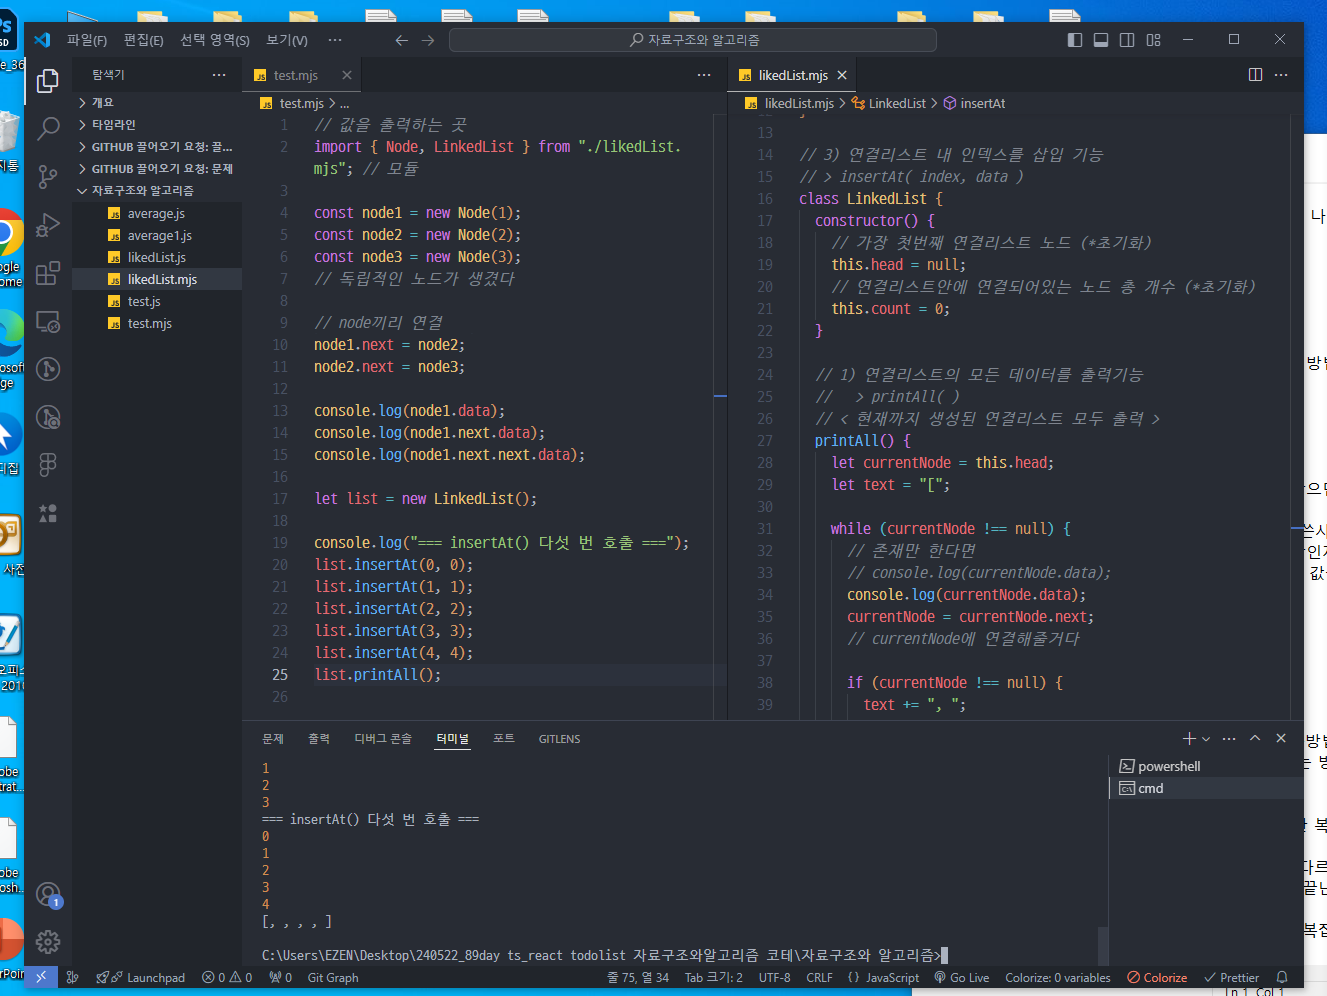 파일(F) 편집(E) 선택 영역(S) 보기(V) ··· 자료구조와 알고리즘
탐색기 ···
개요
타임라인
GITHUB 끌어오기 요청: 끌...
GITHUB 끌어오기 요청: 문제
자료구조와 알고리즘
JS average.js
JS average1.js
JS likedList.js
JS likedList.mjs
JS test.js
JS test.mjs
JS test.mjs ···
JS test.mjs > ...
1 // 값을 출력하는 곳
2 import { Node, LinkedList } from "./likedList.
mjs"; // 모듈
3
4 const node1 = new Node(1);
5 const node2 = new Node(2);
6 const node3 = new Node(3);
7 // 독립적인 노드가 생겼다
8
9 // node끼리 연결
10 node1.next = node2;
11 node2.next = node3;
12
13 console.log(node1.data);
14 console.log(node1.next.data);
15 console.log(node1.next.next.data);
16
17 let list = new LinkedList();
18
19 console.log("=== insertAt() 다섯 번 호출 ===");
20 list.insertAt(0, 0);
21 list.insertAt(1, 1);
22 list.insertAt(2, 2);
23 list.insertAt(3, 3);
24 list.insertAt(4, 4);
25 list.printAll();
26
JS likedList.mjs ···
JS likedList.mjs > LinkedList > insertAt
12 }
13
14 // 3) 연결리스트 내 인덱스를 삽입 기능
15 // > insertAt( index, data )
16 class LinkedList {
17 constructor() {
18 // 가장 첫번째 연결리스트 노드 (*초기화)
19 this.head = null;
20 // 연결리스트안에 연결되어있는 노드 총 개수 (*초기화)
21 this.count = 0;
22 }
23
24 // 1) 연결리스트의 모든 데이터를 출력기능
25 // > printAll( )
26 // < 현재까지 생성된 연결리스트 모두 출력 >
27 printAll() {
28 let currentNode = this.head;
29 let text = "[";
30
31 while (currentNode !== null) {
32 // 존재만 한다면
33 // console.log(currentNode.data);
34 console.log(currentNode.data);
35 currentNode = currentNode.next;
36 // currentNode에 연결해줄거다
37
38 if (currentNode !== null) {
39 text += ", ";
문제 출력 디버그 콘솔 터미널 포트 GITLENS
1
2
3
=== insertAt() 다섯 번 호출 ===
0
1
2
3
4
[, , , , ]
C:\Users\EZEN\Desktop\240522_89day ts_react todolist 자료구조와알고리즘 코테\자료구조와 알고리즘>
powershell
cmd
1
Launchpad 0 0 0 Git Graph 줄 75, 열 34 Tab 크기: 2 UTF-8 CRLF { } JavaScript Go Live Colorize: 0 variables Colorize Prettier
Ln 1, Col 1